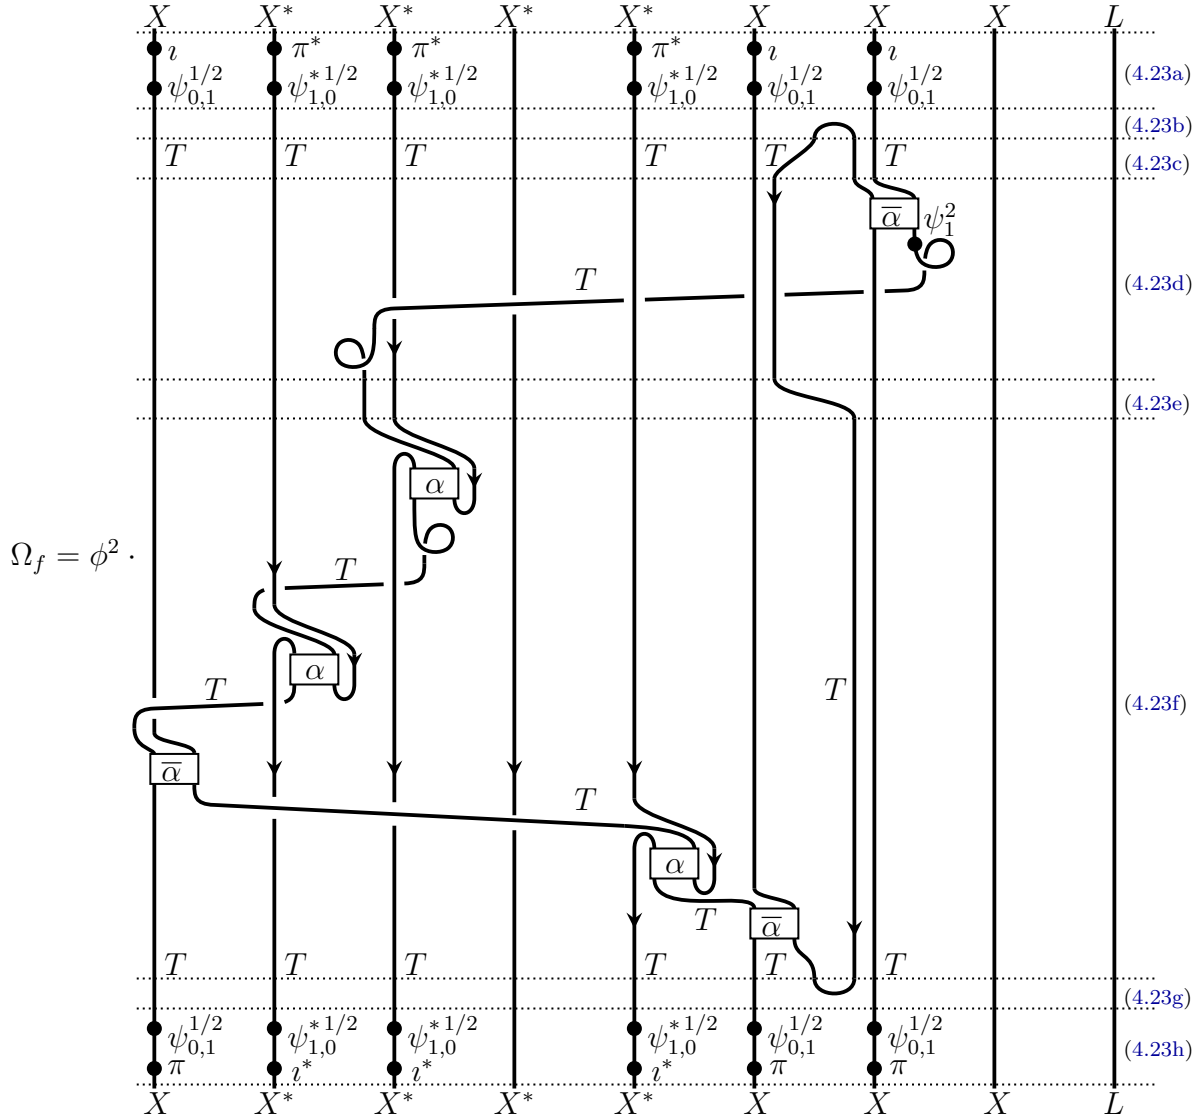 X X* X* X* X* X X X L
ı π* π* π* ı ı
ψ_{0,1}^{1/2} ψ_{1,0}^{*1/2} ψ_{1,0}^{*1/2} ψ_{1,0}^{*1/2} ψ_{0,1}^{1/2} ψ_{0,1}^{1/2} (4.23a)
(4.23b)
T T T T T T (4.23c)
α̅ ψ_1^2
T (4.23d)
(4.23e)
α
Ω_f = φ² ·
T
α
T T (4.23f)
α̅
T
α
T α̅
T T T T T T
(4.23g)
ψ_{0,1}^{1/2} ψ_{1,0}^{*1/2} ψ_{1,0}^{*1/2} ψ_{1,0}^{*1/2} ψ_{0,1}^{1/2} ψ_{0,1}^{1/2} (4.23h)
π ı* ı* ı* π π
X X* X* X* X* X X X L